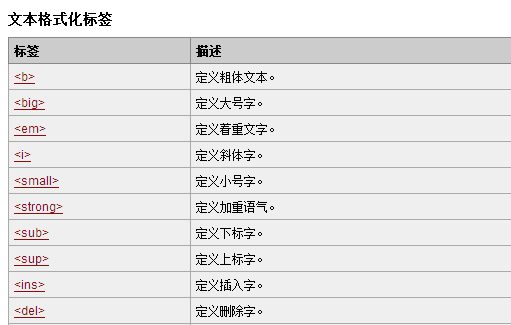 文本格式化标签
标签 描述
<b> 定义粗体文本。
<big> 定义大号字。
<em> 定义着重文字。
<i> 定义斜体字。
<small> 定义小号字。
<strong> 定义加重语气。
<sub> 定义下标字。
<sup> 定义上标字。
<ins> 定义插入字。
<del> 定义删除字。